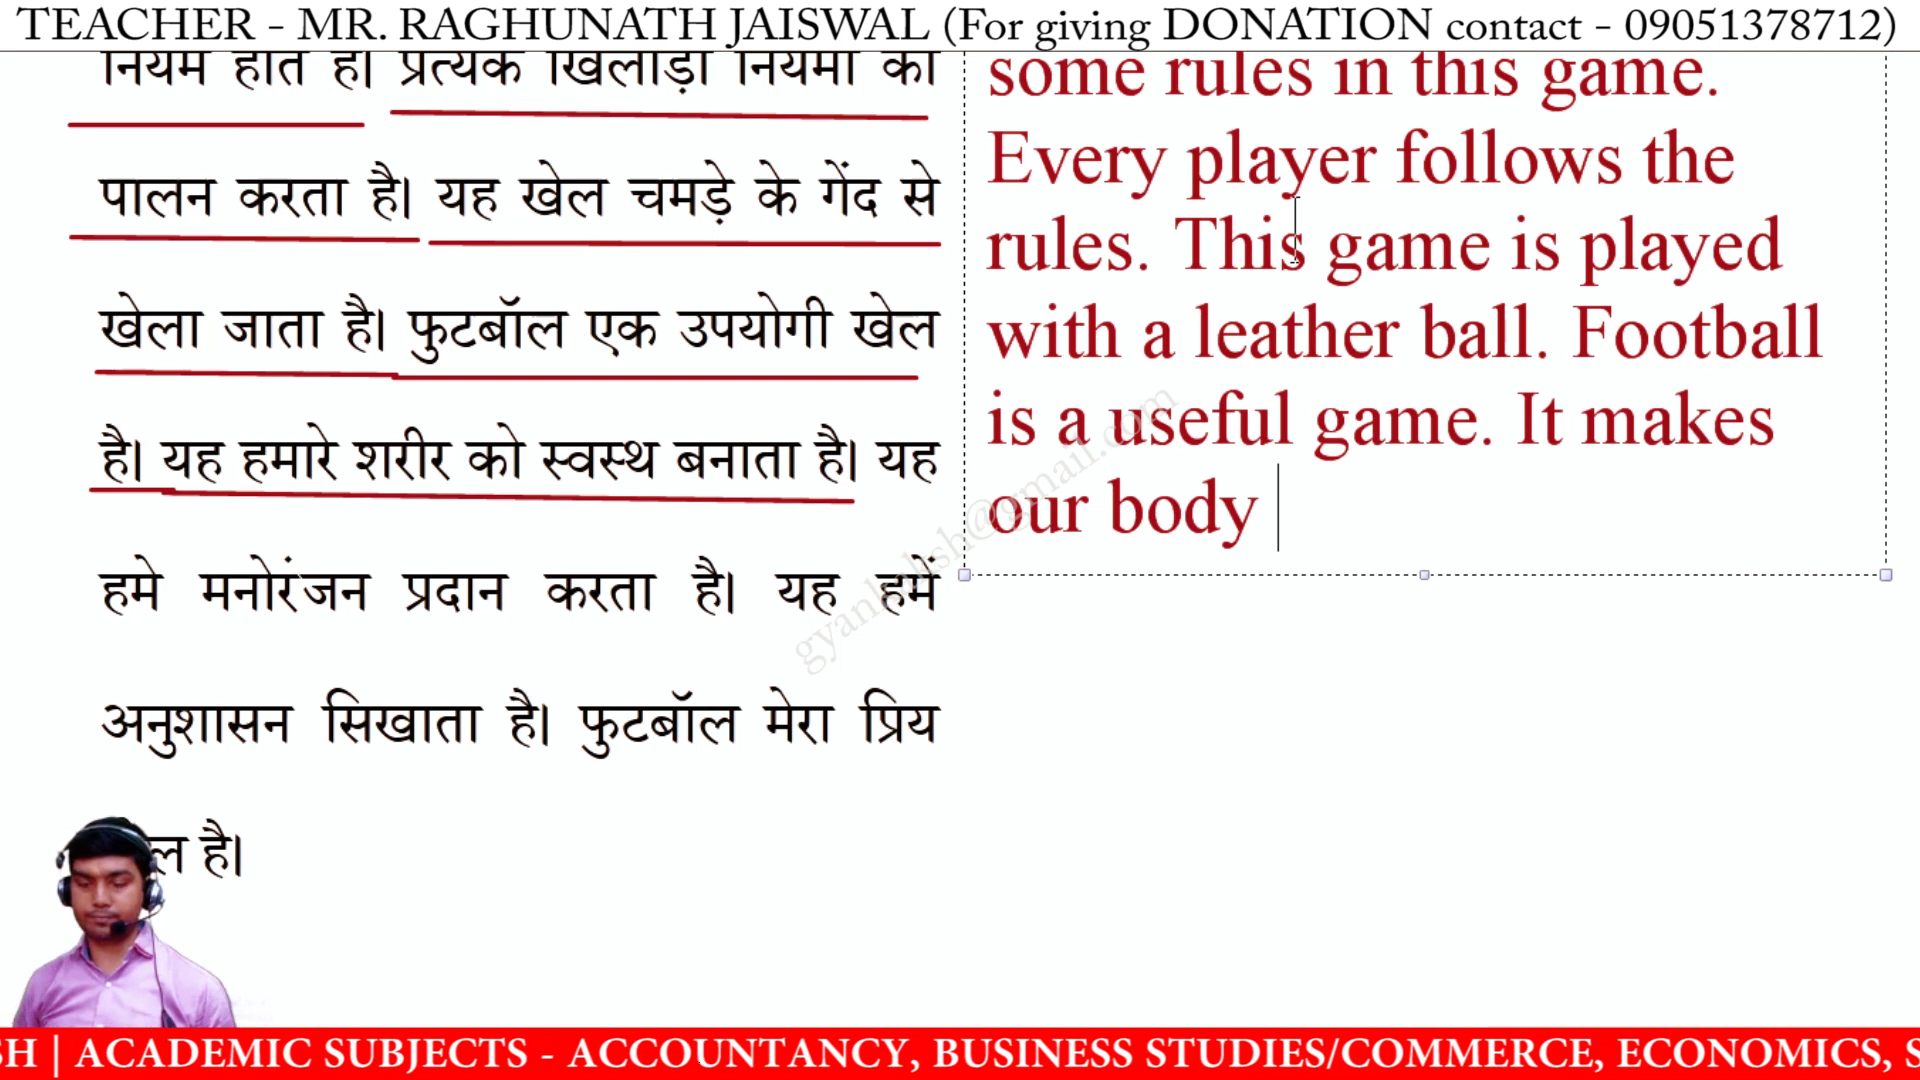 TEACHER - MR. RAGHUNATH JAISWAL (For giving DONATION contact - 09051378712)
नियम होते हैं। प्रत्येक खिलाड़ी नियमों का
पालन करता है। यह खेल चमड़े के गेंद से
खेला जाता है। फुटबॉल एक उपयोगी खेल
है। यह हमारे शरीर को स्वस्थ बनाता है। यह
हमे मनोरंजन प्रदान करता है। यह हमें
अनुशासन सिखाता है। फुटबॉल मेरा प्रिय
है।
some rules in this game.
Every player follows the
rules. This game is played
with a leather ball. Football
is a useful game. It makes
our body
SH | ACADEMIC SUBJECTS - ACCOUNTANCY, BUSINESS STUDIES/COMMERCE, ECONOMICS, S